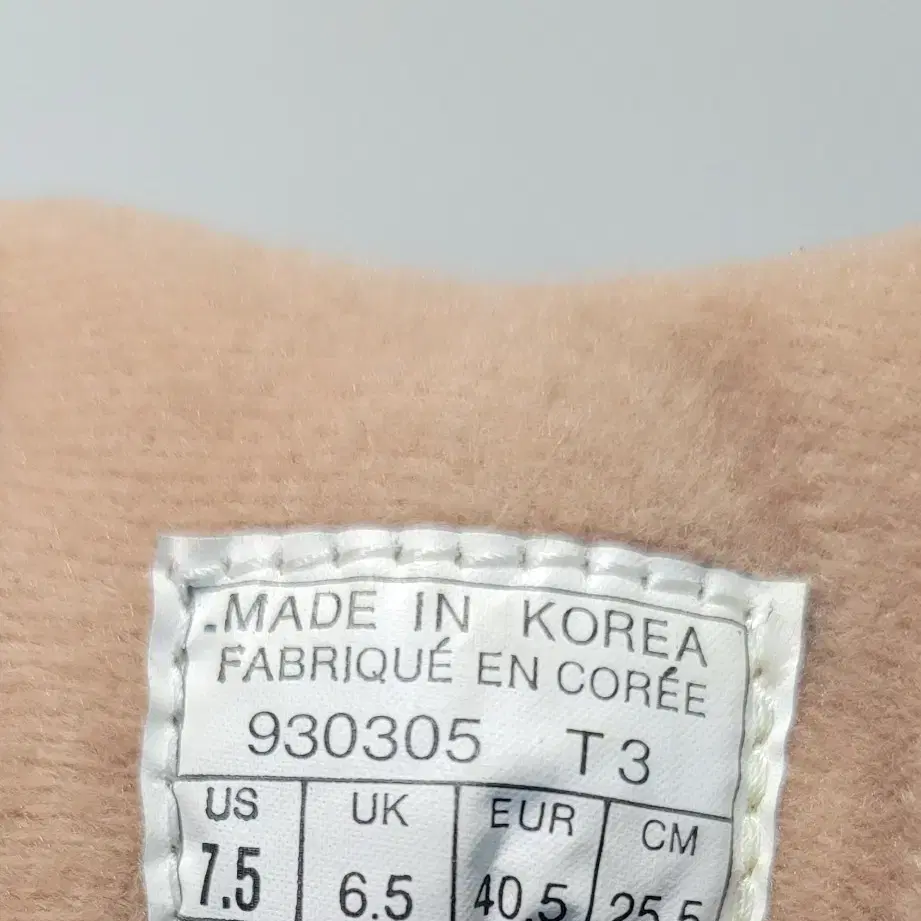 MADE IN KOREA
FABRIQUÉ EN CORÉE
930305 T3
US UK EUR CM
7.5 6.5 40.5 25.5